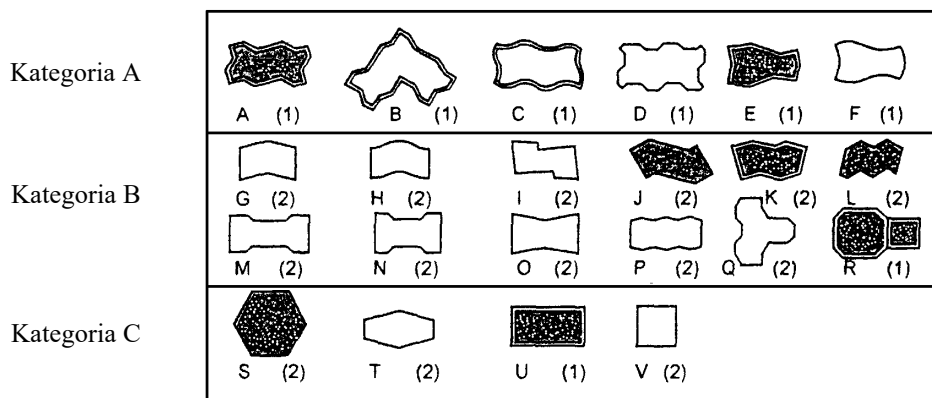 Kategoria A
A (1) B (1) C (1) D (1) E (1) F (1)
Kategoria B
G (2) H (2) I (2) J (2) K (2) L (2)
M (2) N (2) O (2) P (2) Q (2) R (1)
Kategoria C
S (2) T (2) U (1) V (2)